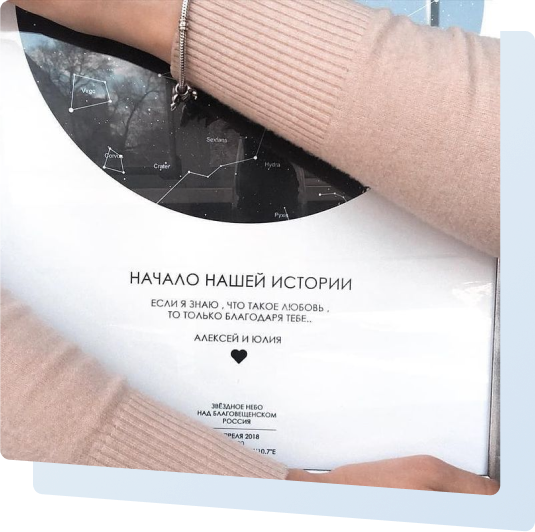 Virgo
Corvus
Crater
Sextans
Hydra
НАЧАЛО НАШЕЙ ИСТОРИИ
ЕСЛИ Я ЗНАЮ , ЧТО ТАКОЕ ЛЮБОВЬ ,
ТО ТОЛЬКО БЛАГОДАРЯ ТЕБЕ..
АЛЕКСЕЙ И ЮЛИЯ
ЗВЁЗДНОЕ НЕБО
НАД БЛАГОВЕЩЕНСКОМ
РОССИЯ
2018